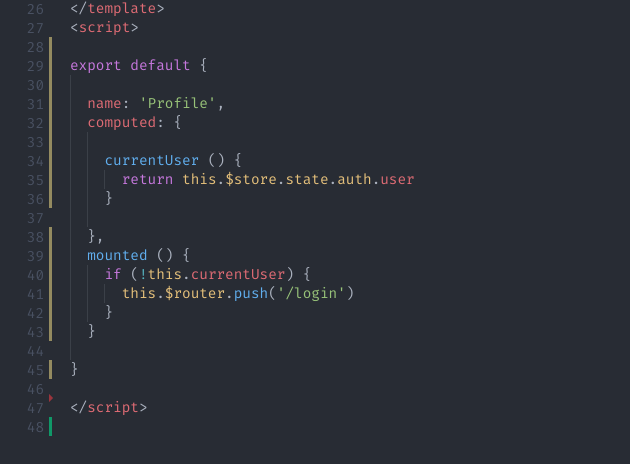 26 </template>
27 <script>
28
29 export default {
30
31   name: 'Profile',
32   computed: {
33
34     currentUser () {
35       return this.$store.state.auth.user
36     }
37
38   },
39   mounted () {
40     if (!this.currentUser) {
41       this.$router.push('/login')
42     }
43   }
44
45 }
46
47 </script>
48